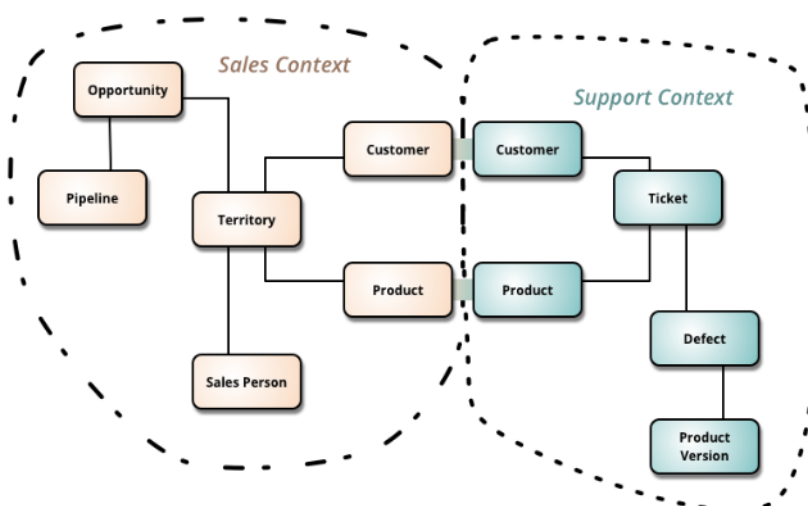 Sales Context
Opportunity
Support Context
Customer
Customer
Pipeline
Ticket
Territory
Product
Product
Defect
Sales Person
Product
Version